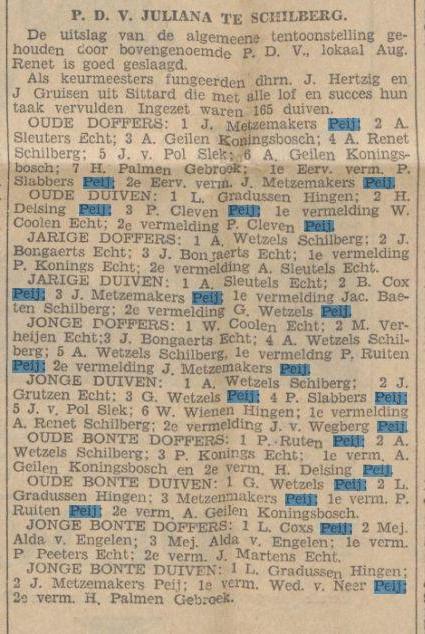 P. D. V. JULIANA TE SCHILBERG.
De uitslag van de algemeene tentoonstelling ge-
houden door bovengenoemde P. D. V., lokaal Aug.
Renet is goed geslaagd.
Als keurmeesters fungeerden dhrn. J. Hertzig en
J Gruisen uit Sittard die met alle lof en succes hun
taak vervulden Ingezet waren 165 duiven.
OUDE DOFFERS: 1 J. Metzemakers Peij; 2 A.
Sleuters Echt; 3 A. Geilen Koningsbosch; 4 A. Renet
Schilberg; 5 J. v. Pol Slek; 6 A. Geilen Konings-
bosch; 7 H. Palmen Gebroek; 1e Eerv. verm. P.
Slabbers Peij; 2e Eerv. verm. J. Metzemakers Peij.
OUDE DUIVEN: 1 L. Gradussen Hingen; 2 H.
Deising Peij; 3 P. Cleven Peij; 1e vermelding W.
Coolen Echt; 2e vermelding P. Cleven Peij.
JARIGE DOFFERS: 1 A. Wetzels Schilberg; 2 J.
Bongaerts Echt; 3 J. Bongaerts Echt; 1e vermelding
P. Konings Echt; 2e vermelding A. Sleutels Echt.
JARIGE DUIVEN: 1 A. Sleutels Echt; 2 B. Cox
Peij; 3 J. Metzemakers Peij; 1e vermelding Jac. Bae-
ten Schilberg; 2e vermelding G. Wetzels Peij.
JONGE DOFFERS: 1 W. Coolen Echt; 2 M. Ver-
heijen Echt;3 J. Bongaerts Echt; 4 A. Wetzels Schil-
berg; 5 A. Wetzels Schilberg, 1e vermeldng P. Ruiten
Peij; 2e vermelding J. Metzemakers Peij.
JONGE DUIVEN: 1 A. Wetzels Schiberg; 2 J.
Grutzen Echt; 3 G. Wetzels Peij; 4 P. Slabbers Peij;
5 J. v. Pol Slek; 6 W. Wienen Hingen; 1e vermelding
A. Renet Schilberg; 2e vermelding J. v. Wegberg Peij.
OUDE BONTE DOFFERS: 1 P. Ruten Peij; 2 A.
Wetzels Schilberg; 3 P. Konings Echt; 1e verm. A.
Geilen Koningsbosch en 2e verm. H. Deising Peij.
OUDE BONTE DUIVEN: 1 G. Wetzels Peij; 2 L.
Gradussen Hingen; 3 Metzenmakers Peij; 1e verm. P.
Ruiten Peij; 2e verm. A. Geilen Koningsbosch.
JONGE BONTE DOFFERS: 1 L. Coxs Peij; 2 Mej.
Alda v. Engelen; 3 Mej. Alda v. Engelen; 1e verm.
P Peeters Echt; 2e verm. J. Martens Echt.
JONGE BONTE DUIVEN: 1 L. Gradussen Hingen;
2 J. Metzemakers Peij; 1e verm. Wed. v. Neer Peij;
2e verm. H. Palmen Gebroek.